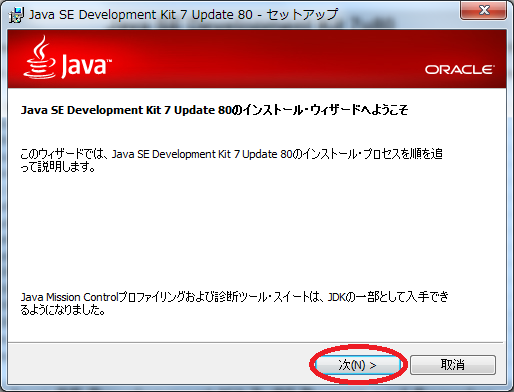 Java SE Development Kit 7 Update 80 - セットアップ
Java™
ORACLE
Java SE Development Kit 7 Update 80のインストール・ウィザードへようこそ
このウィザードでは、Java SE Development Kit 7 Update 80のインストール・プロセスを順を追
って説明します。
Java Mission Controlプロファイリングおよび診断ツール・スイートは、JDKの一部として入手でき
るようになりました。
次(N) >
取消